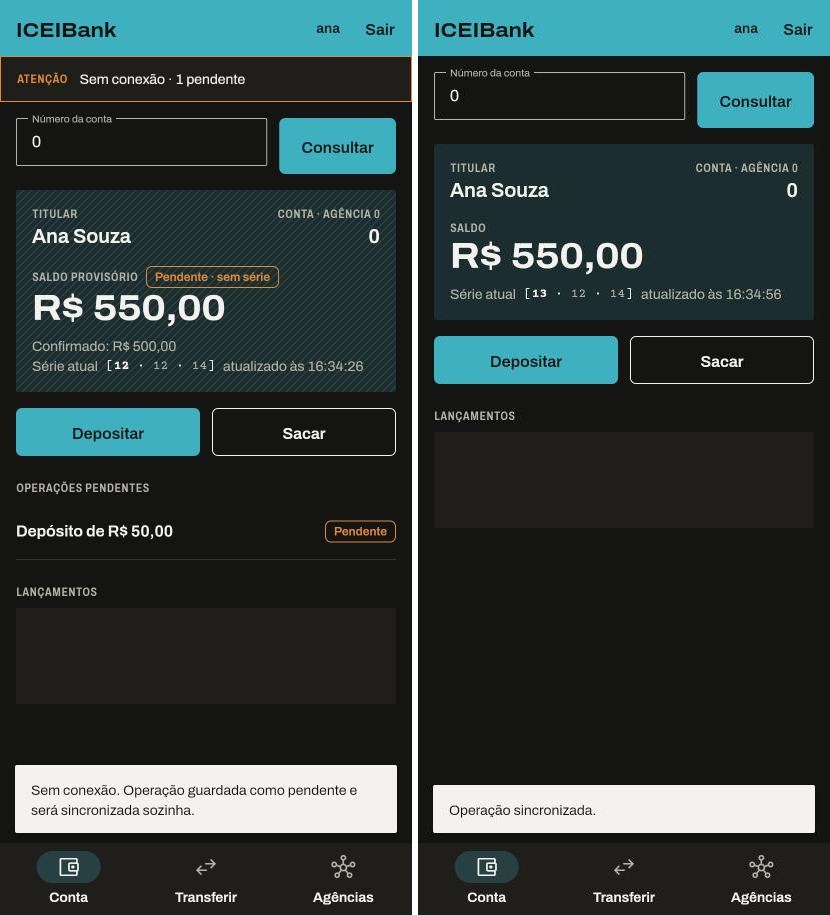 ICEIBank
ana
Sair
ATENÇÃO Sem conexão · 1 pendente
Número da conta
0
Consultar
TITULAR
CONTA · AGÊNCIA 0
Ana Souza
0
SALDO PROVISÓRIO
Pendente · sem série
R$ 550,00
Confirmado: R$ 500,00
Série atual [12 · 12 · 14] atualizado às 16:34:26
Depositar
Sacar
OPERAÇÕES PENDENTES
Depósito de R$ 50,00
Pendente
LANÇAMENTOS
Sem conexão. Operação guardada como pendente e
será sincronizada sozinha.
Conta
Transferir
Agências
ICEIBank
ana
Sair
Número da conta
0
Consultar
TITULAR
CONTA · AGÊNCIA 0
Ana Souza
0
SALDO
R$ 550,00
Série atual [13 · 12 · 14] atualizado às 16:34:56
Depositar
Sacar
LANÇAMENTOS
Operação sincronizada.
Conta
Transferir
Agências